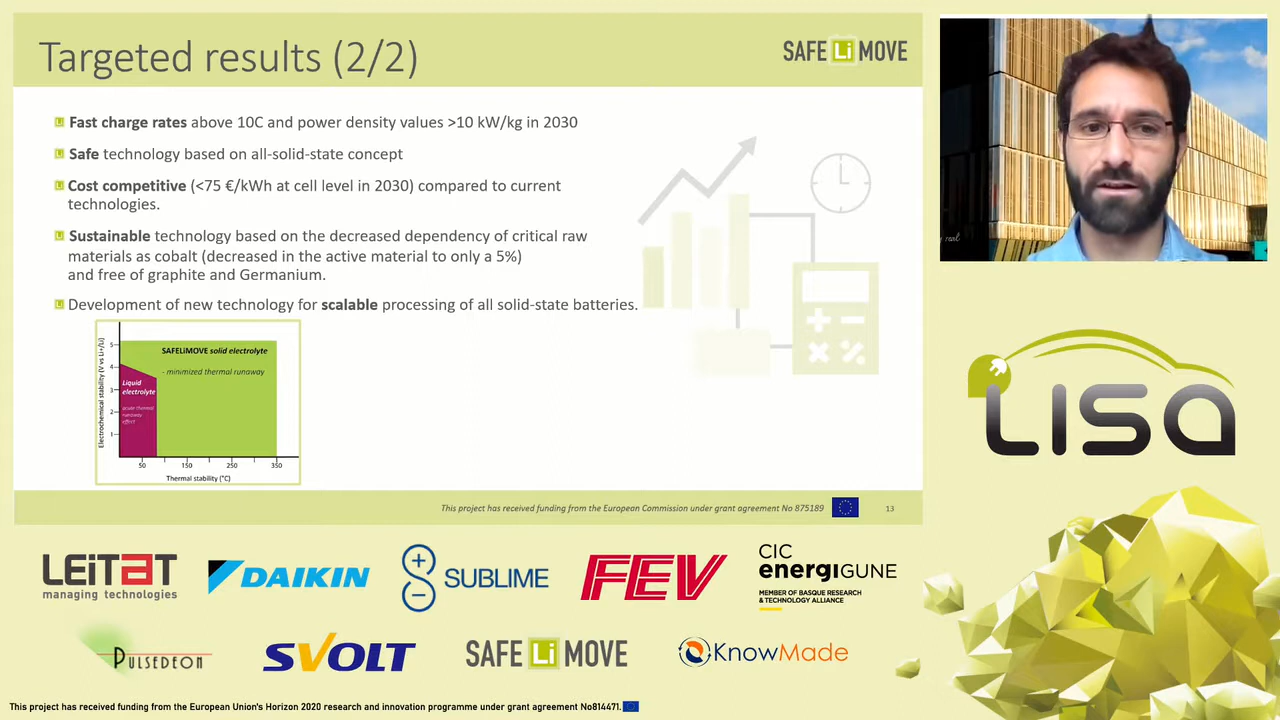 Targeted results (2/2)
SAFE Li MOVE
Fast charge rates above 10C and power density values >10 kW/kg in 2030
Safe technology based on all-solid-state concept
Cost competitive (<75 €/kWh at cell level in 2030) compared to current
technologies.
Sustainable technology based on the decreased dependency of critical raw
materials as cobalt (decreased in the active material to only a 5%)
and free of graphite and Germanium.
Development of new technology for scalable processing of all solid-state batteries.
Electrochemical stability (V vs Li+/Li)
5
4
3
2
1
SAFELiMOVE solid electrolyte
- minimized thermal runaway
Liquid
electrolyte
acute thermal
runaway
effect
50 150 250 350
Thermal stability (°C)
This project has received funding from the European Commission under grant agreement No 875189
13
LISA
LEITAT
managing technologies
DAIKIN
SUBLIME
FEV
CIC
energiGUNE
MEMBER OF BASQUE RESEARCH
& TECHNOLOGY ALLIANCE
PULSEDEON
SVOLT
SAFE Li MOVE
KnowMade
This project has received funding from the European Union's Horizon 2020 research and innovation programme under grant agreement No814471.